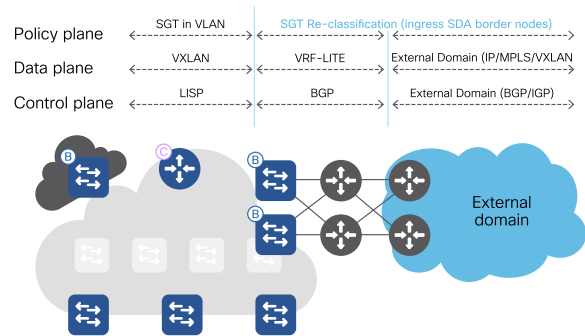 Policy plane
SGT in VLAN
SGT Re-classification (ingress SDA border nodes)
Data plane
VXLAN
VRF-LITE
External Domain (IP/MPLS/VXLAN
Control plane
LISP
BGP
External Domain (BGP/IGP)
B
C
B
B
External
domain